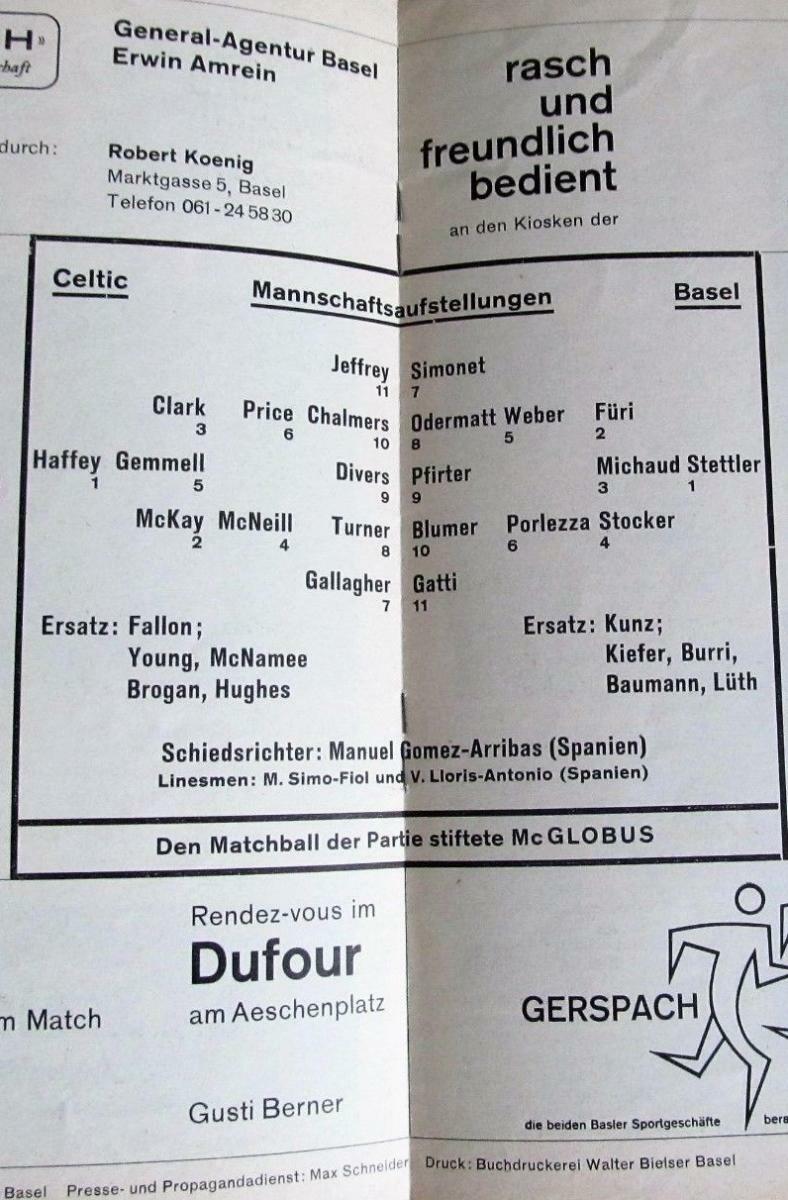 H»
General-Agentur Basel
Erwin Amrein
durch:
Robert Koenig
Marktgasse 5, Basel
Telefon 061-24 58 30
rasch
und
freundlich
bedient
an den Kiosken der
Celtic Mannschaftsaufstellungen Basel
Jeffrey Simonet
11 7
Clark Price Chalmers Odermatt Weber Füri
3 6 10 8 5 2
Haffey Gemmell Divers Pfirter Michaud Stettler
1 5 9 9 3 1
McKay McNeill Turner Blumer Porlezza Stocker
2 4 8 10 6 4
Gallagher Gatti
7 11
Ersatz: Fallon;
Young, McNamee
Brogan, Hughes
Ersatz: Kunz;
Kiefer, Burri,
Baumann, Lüth
Schiedsrichter: Manuel Gomez-Arribas (Spanien)
Linesmen: M. Simo-Fiol und V. Lloris-Antonio (Spanien)
Den Matchball der Partie stiftete McGLOBUS
Rendez-vous im
Dufour
am Aeschenplatz
Match
Gusti Berner
GERSPACH
die beiden Basler Sportgeschäfte
Basel Presse- und Propagandadienst: Max Schneider Druck: Buchdruckerei Walter Bielser Basel